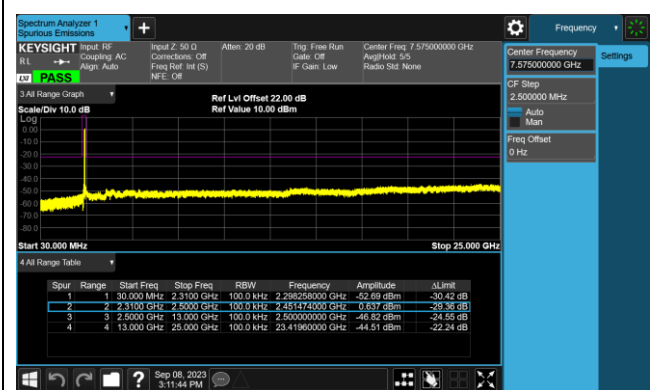 Spectrum Analyzer 1
Spurious Emissions
Frequency
KEYSIGHT Input: RF Input Z: 50 Ω Atten: 20 dB Trig: Free Run Center Freq: 7.575000000 GHz
RL Coupling: AC Corrections: Off Gate: Off Avg|Hold: 5/5
Align: Auto Freq Ref: Int (S) IF Gain: Low Radio Std: None
NFE: Off
LXI PASS
Center Frequency
7.575000000 GHz
Settings
CF Step
2.500000 MHz
Auto
Man
Freq Offset
0 Hz
3 All Range Graph
Ref Lvl Offset 22.00 dB
Scale/Div 10.0 dB Ref Value 10.00 dBm
Log
0.00
-10.0
-20.0
-30.0
-40.0
-50.0
-60.0
-70.0
-80.0
Start 30.000 MHz Stop 25.000 GHz
4 All Range Table
Spur Range Start Freq Stop Freq RBW Frequency Amplitude ΔLimit
1 1 30.000 MHz 2.3100 GHz 100.0 kHz 2.298258000 GHz -52.69 dBm -30.42 dB
2 2 2.3100 GHz 2.5000 GHz 100.0 kHz 2.451474000 GHz 0.637 dBm -29.36 dB
3 3 2.5000 GHz 13.000 GHz 100.0 kHz 2.500000000 GHz -46.82 dBm -24.55 dB
4 4 13.000 GHz 25.000 GHz 100.0 kHz 23.41960000 GHz -44.51 dBm -22.24 dB
Sep 08, 2023
3:11:44 PM